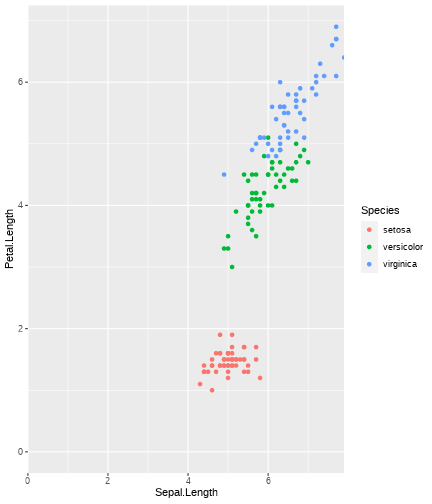 Petal.Length
6
4
2
0
0
2
4
6
Sepal.Length
Species
setosa
versicolor
virginica